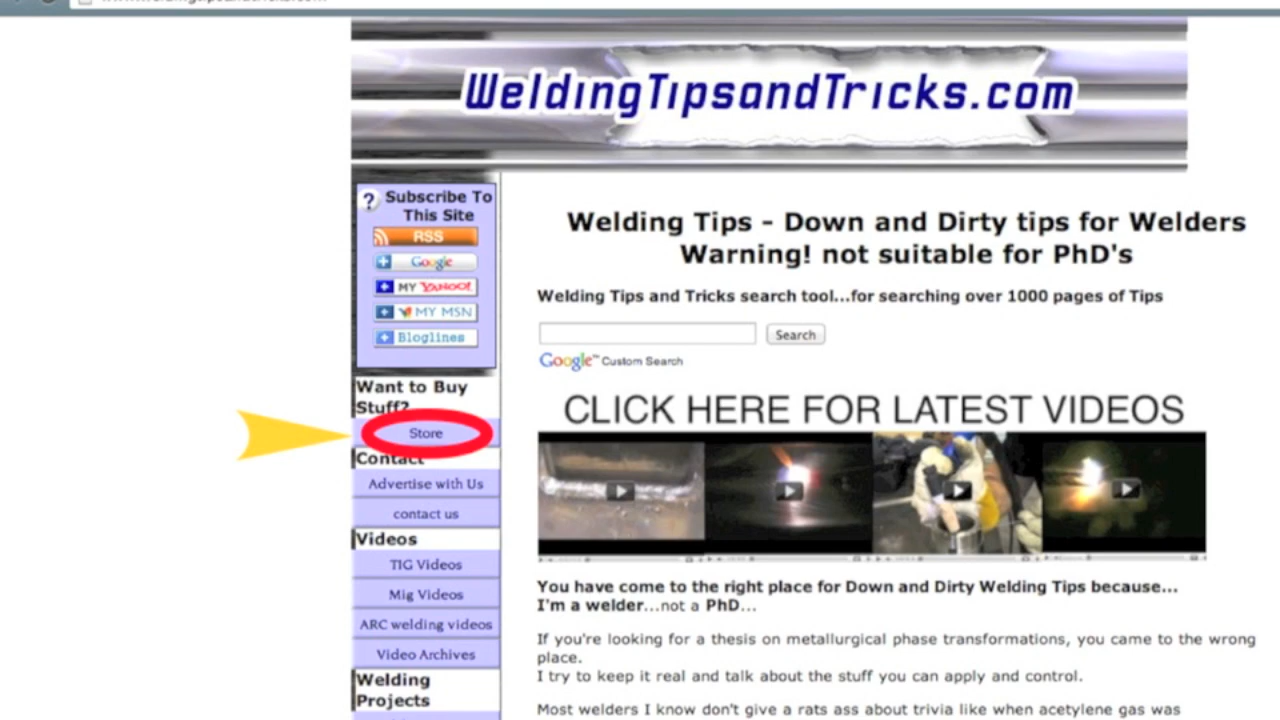 WeldingTipsandTricks.com
? Subscribe To
This Site
RSS
Google
MY YAHOO!
MY MSN
Bloglines
Want to Buy
Stuff?
Store
Contact
Advertise with Us
contact us
Videos
TIG Videos
Mig Videos
ARC welding videos
Video Archives
Welding
Projects
Welding Tips - Down and Dirty tips for Welders
Warning! not suitable for PhD's
Welding Tips and Tricks search tool...for searching over 1000 pages of Tips
Search
Google™ Custom Search
CLICK HERE FOR LATEST VIDEOS
You have come to the right place for Down and Dirty Welding Tips because...
I'm a welder...not a PhD...
If you're looking for a thesis on metallurgical phase transformations, you came to the wrong
place.
I try to keep it real and talk about the stuff you can apply and control.
Most welders I know don't give a rats ass about trivia like when acetylene gas was